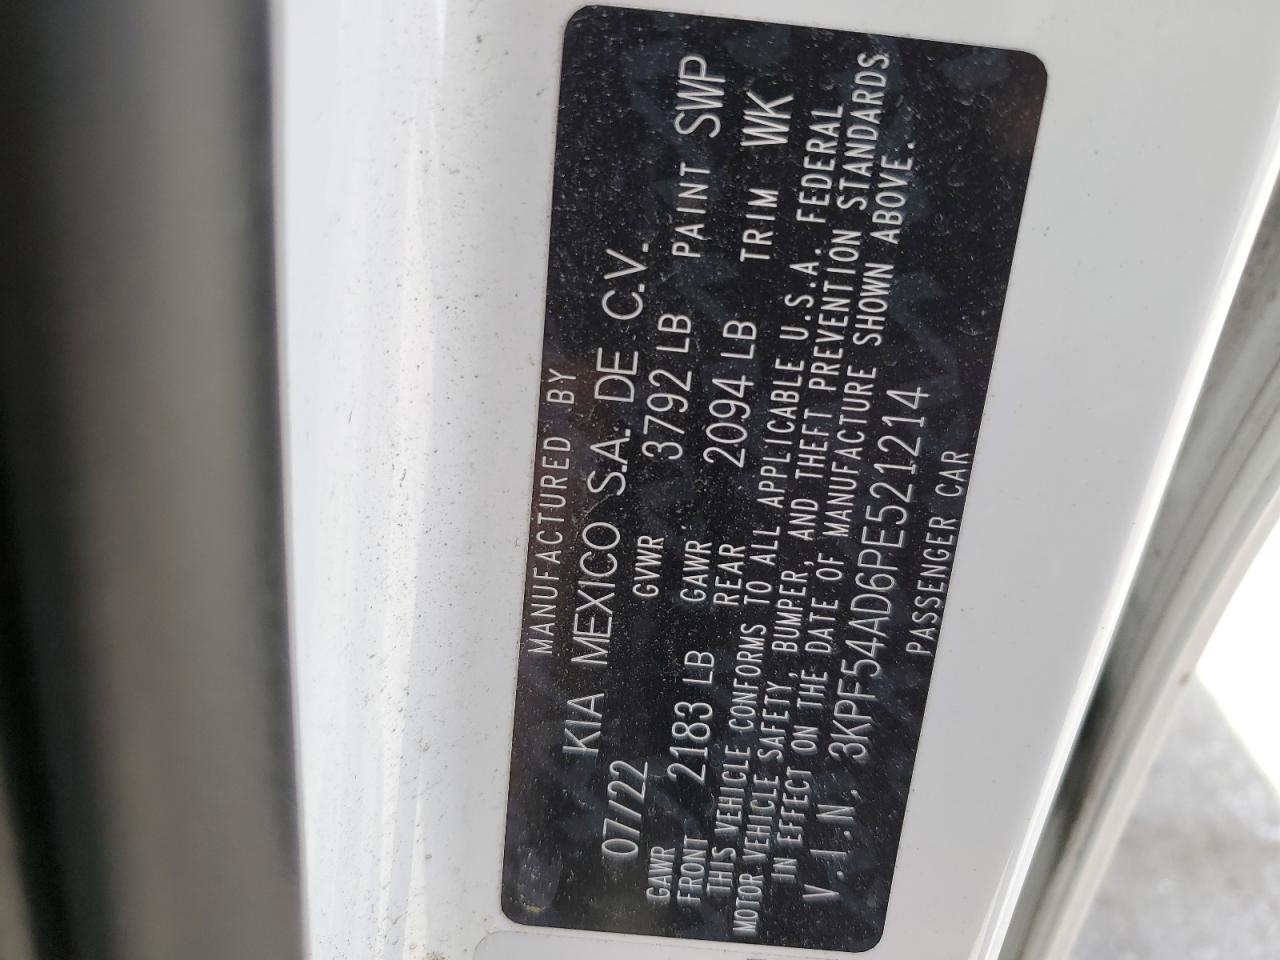 MANUFACTURED BY
KIA MEXICO S.A. DE C.V.
07/22 GVWR 3792 LB PAINT SWP
GAWR FRONT 2183 LB GAWR REAR 2094 LB TRIM WK
THIS VEHICLE CONFORMS TO ALL APPLICABLE U.S.A. FEDERAL
MOTOR VEHICLE SAFETY, BUMPER, AND THEFT PREVENTION STANDARDS
IN EFFECT ON THE DATE OF MANUFACTURE SHOWN ABOVE.
V.I.N. 3KPF54AD6PE521214
PASSENGER CAR